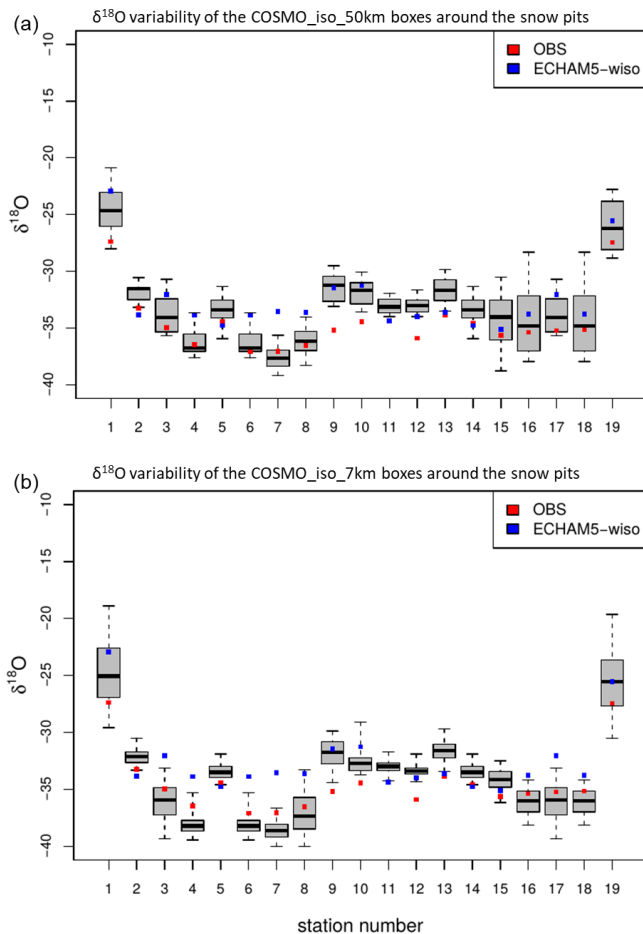 (a)
δ¹⁸O variability of the COSMO_iso_50km boxes around the snow pits
OBS
ECHAM5-wiso
δ¹⁸O
−10
−15
−20
−25
−30
−35
−40
1 2 3 4 5 6 7 8 9 10 11 12 13 14 15 16 17 18 19
(b)
δ¹⁸O variability of the COSMO_iso_7km boxes around the snow pits
OBS
ECHAM5-wiso
δ¹⁸O
−10
−15
−20
−25
−30
−35
−40
1 2 3 4 5 6 7 8 9 10 11 12 13 14 15 16 17 18 19
station number